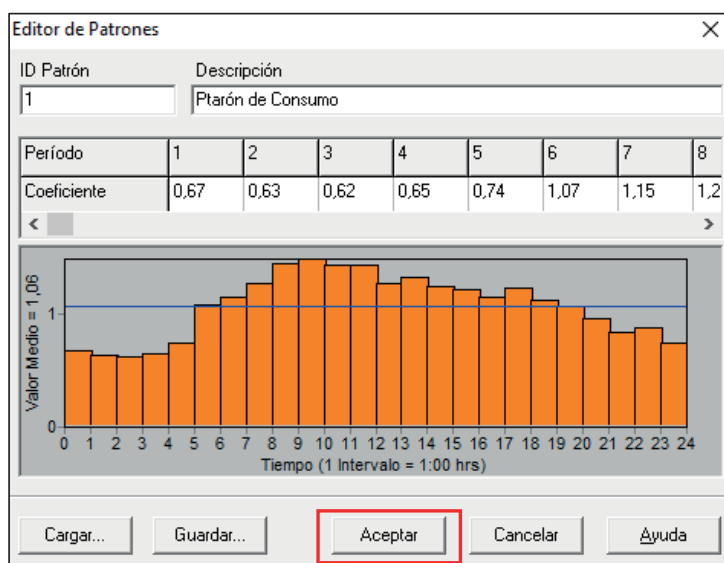 Editor de Patrones
ID Patrón Descripción
1 Ptarón de Consumo
Período 1 2 3 4 5 6 7 8
Coeficiente 0,67 0,63 0,62 0,65 0,74 1,07 1,15 1,2
Valor Medio = 1,06
1
0
0 1 2 3 4 5 6 7 8 9 10 11 12 13 14 15 16 17 18 19 20 21 22 23 24
Tiempo (1 Intervalo = 1:00 hrs)
Cargar... Guardar... Aceptar Cancelar Ayuda